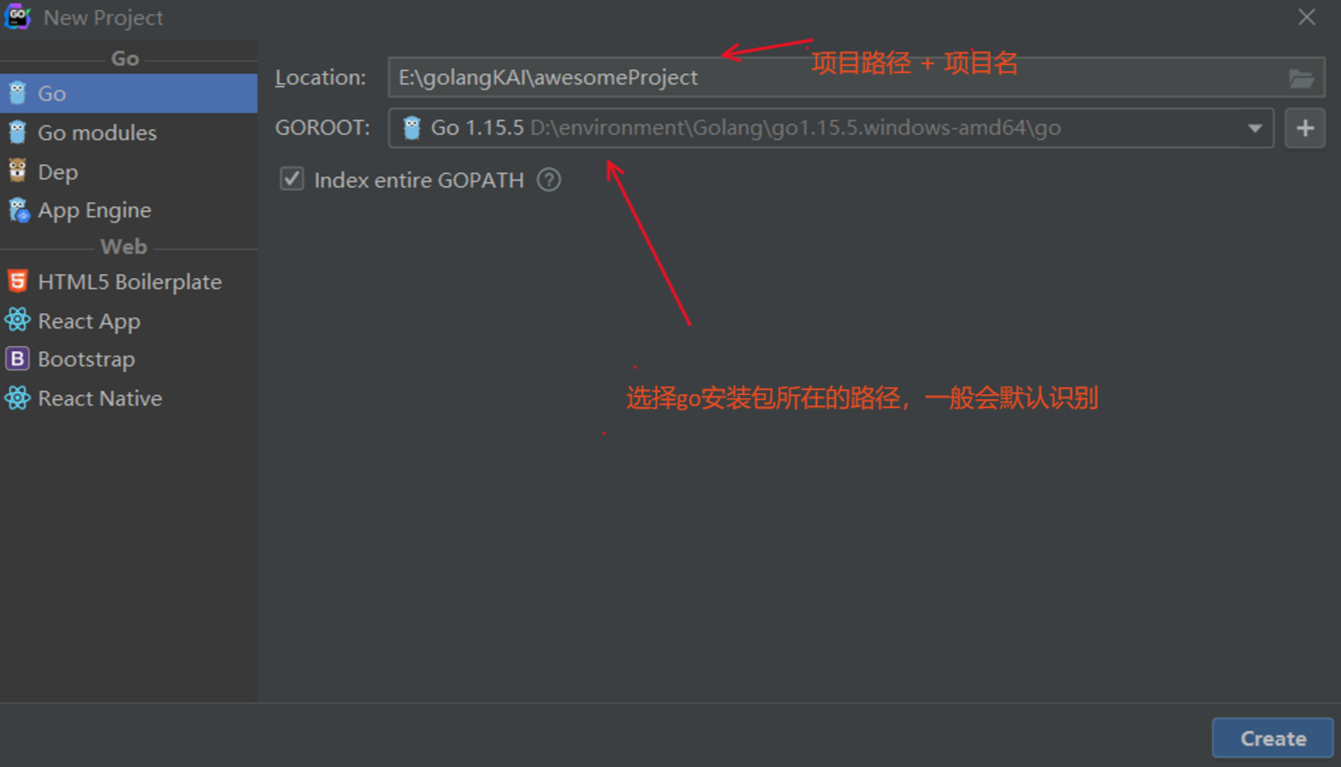 New Project
Go
Go
Go modules
Dep
App Engine
Web
HTML5 Boilerplate
React App
Bootstrap
React Native
Location: E:\golangKAI\awesomeProject
项目路径 + 项目名
GOROOT: Go 1.15.5 D:\environment\Golang\go1.15.5.windows-amd64\go
Index entire GOPATH
选择go安装包所在的路径，一般会默认识别
Create